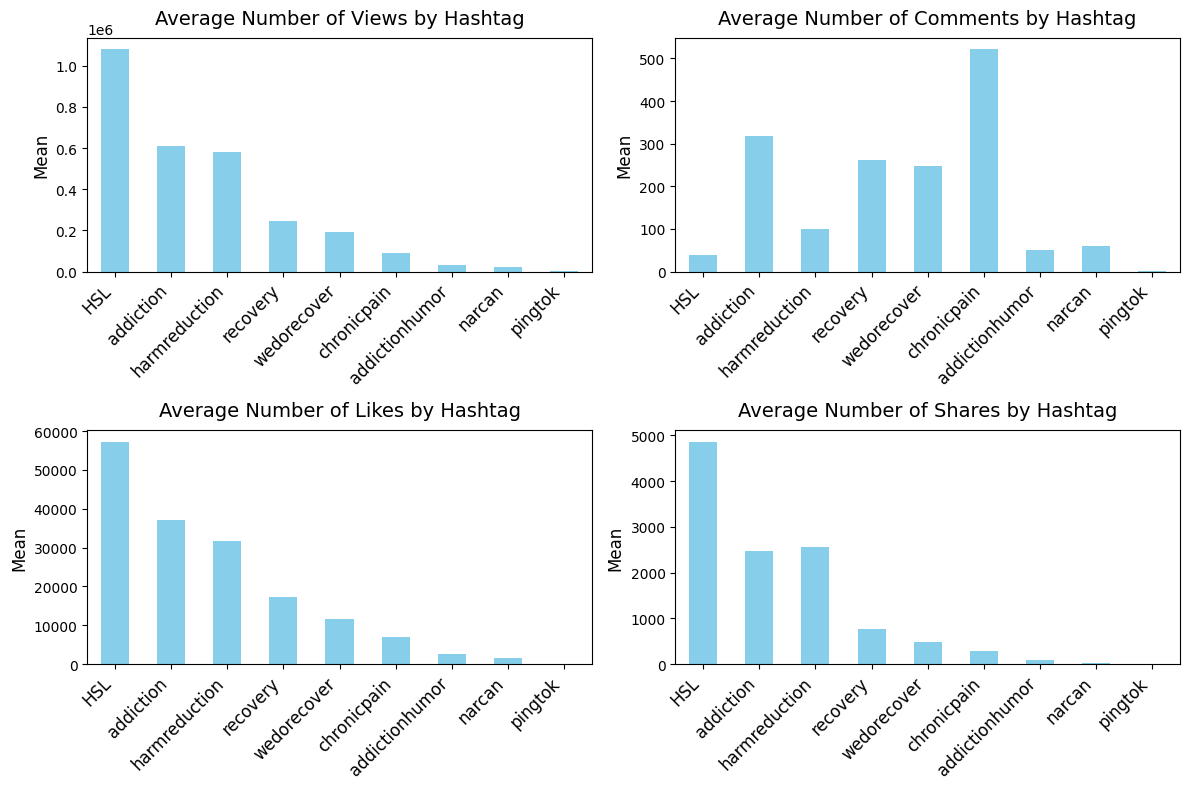 Average Number of Views by Hashtag
1e6
Mean
1.0
0.8
0.6
0.4
0.2
0.0
HSL
addiction
harmreduction
recovery
wedorecover
chronicpain
addictionhumor
narcan
pingtok
Average Number of Comments by Hashtag
Mean
500
400
300
200
100
0
HSL
addiction
harmreduction
recovery
wedorecover
chronicpain
addictionhumor
narcan
pingtok
Average Number of Likes by Hashtag
Mean
60000
50000
40000
30000
20000
10000
0
HSL
addiction
harmreduction
recovery
wedorecover
chronicpain
addictionhumor
narcan
pingtok
Average Number of Shares by Hashtag
Mean
5000
4000
3000
2000
1000
0
HSL
addiction
harmreduction
recovery
wedorecover
chronicpain
addictionhumor
narcan
pingtok